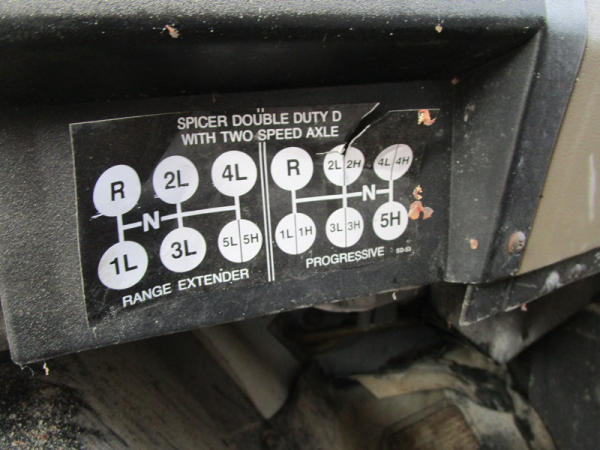 SPICER DOUBLE DUTY D
WITH TWO SPEED AXLE
R 2L 4L
N
1L 3L 5L 5H
RANGE EXTENDER
R 2L 2H 4L 4H
N
1L 1H 3L 3H 5H
PROGRESSIVE